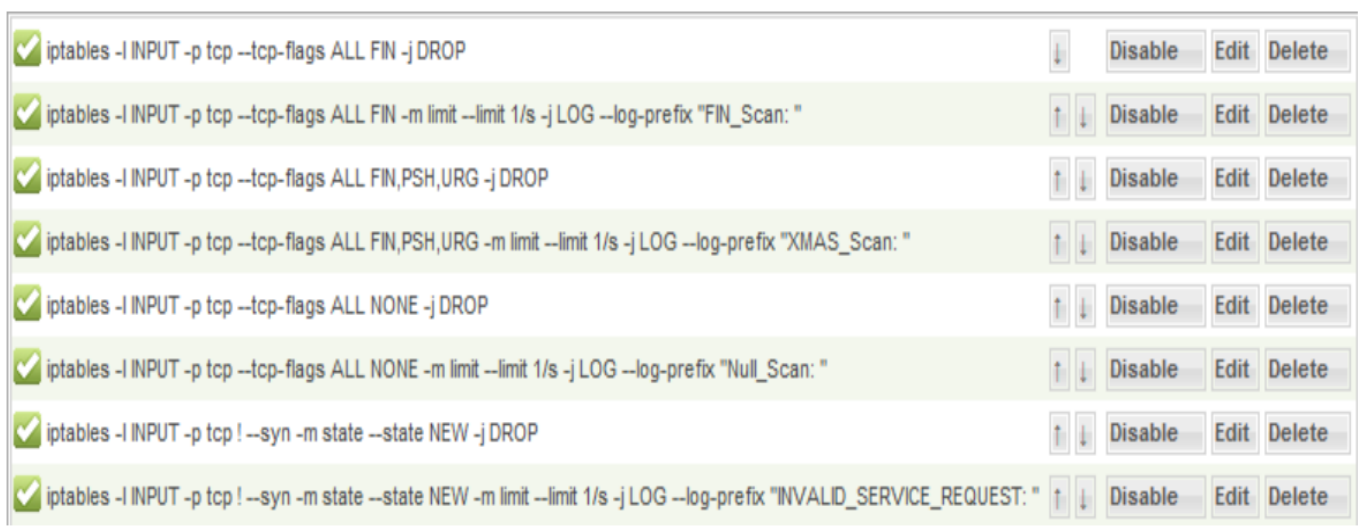 iptables -I INPUT -p tcp --tcp-flags ALL FIN -j DROP ↓ Disable Edit Delete
iptables -I INPUT -p tcp --tcp-flags ALL FIN -m limit --limit 1/s -j LOG --log-prefix "FIN_Scan: " ↑ ↓ Disable Edit Delete
iptables -I INPUT -p tcp --tcp-flags ALL FIN,PSH,URG -j DROP ↑ ↓ Disable Edit Delete
iptables -I INPUT -p tcp --tcp-flags ALL FIN,PSH,URG -m limit --limit 1/s -j LOG --log-prefix "XMAS_Scan: " ↑ ↓ Disable Edit Delete
iptables -I INPUT -p tcp --tcp-flags ALL NONE -j DROP ↑ ↓ Disable Edit Delete
iptables -I INPUT -p tcp --tcp-flags ALL NONE -m limit --limit 1/s -j LOG --log-prefix "Null_Scan: " ↑ ↓ Disable Edit Delete
iptables -I INPUT -p tcp ! --syn -m state --state NEW -j DROP ↑ ↓ Disable Edit Delete
iptables -I INPUT -p tcp ! --syn -m state --state NEW -m limit --limit 1/s -j LOG --log-prefix "INVALID_SERVICE_REQUEST: " ↑ ↓ Disable Edit Delete